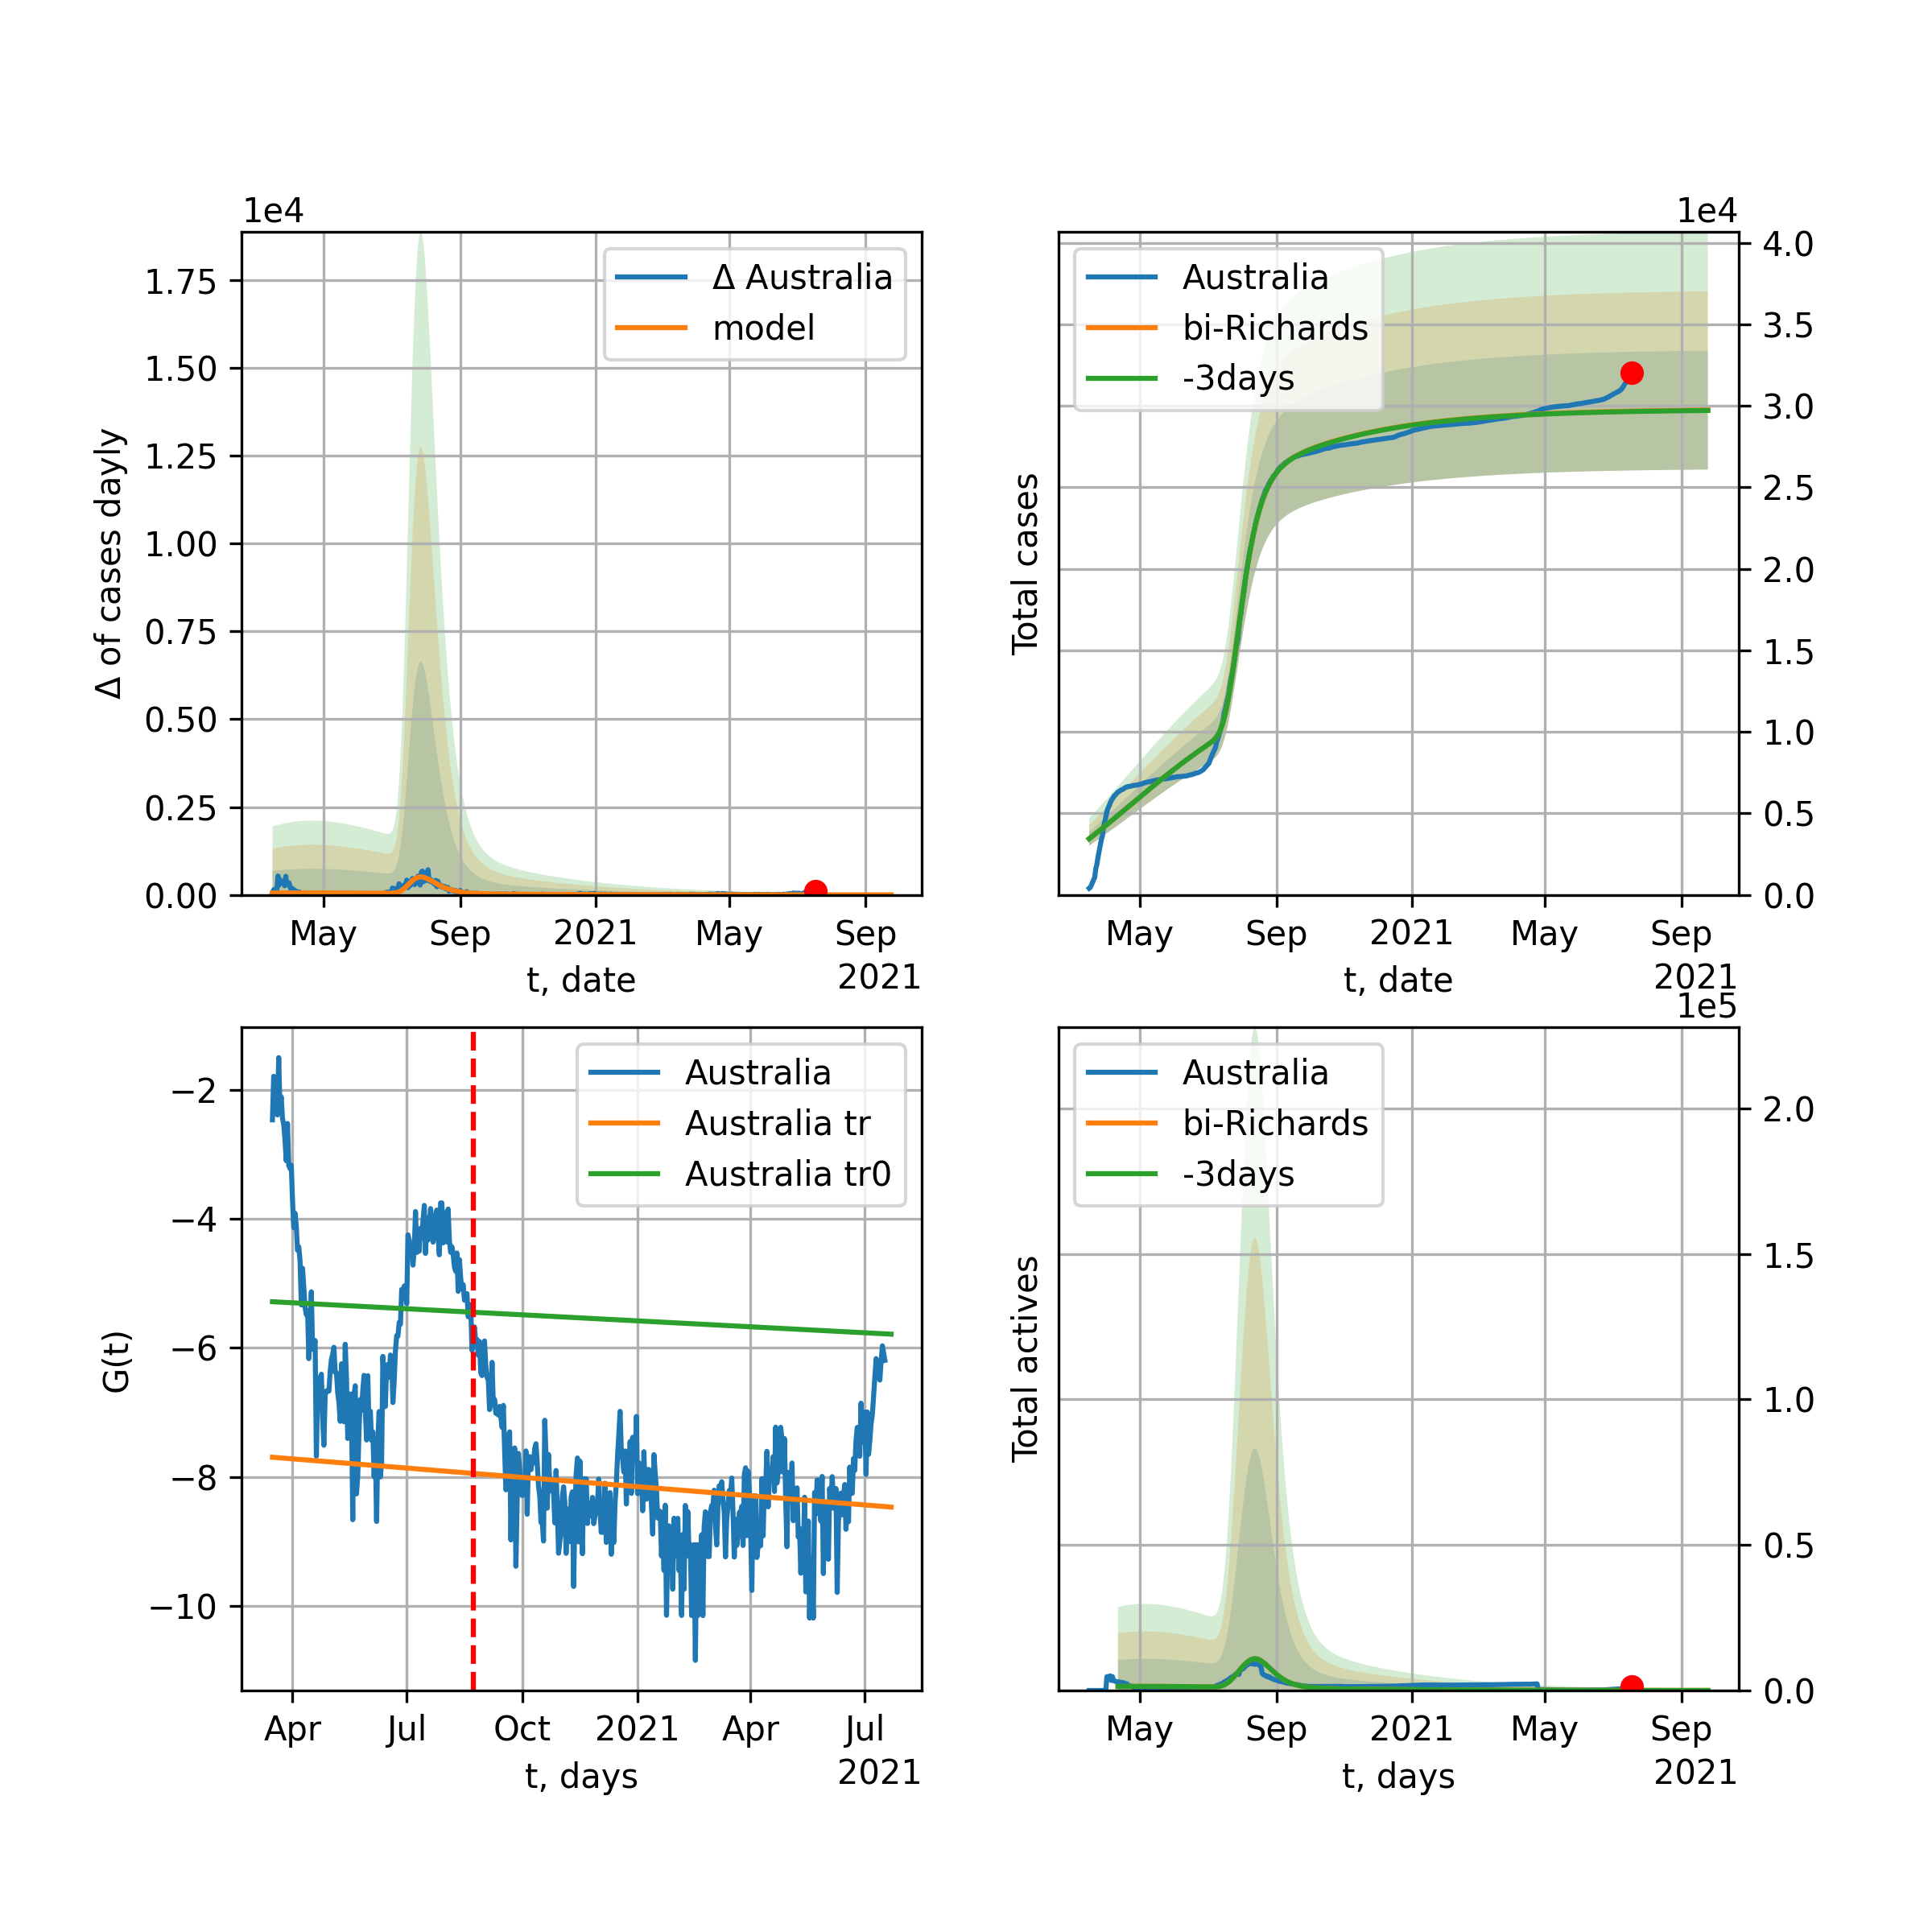 1e4
1.75
1.50
1.25
1.00
0.75
0.50
0.25
0.00
Δ of cases dayly
Δ Australia
model
May Sep 2021 May Sep
t, date
2021
1e4
Australia
bi-Richards
-3days
Total cases
4.0
3.5
3.0
2.5
2.0
1.5
1.0
0.5
0.0
May Sep 2021 May Sep
t, date
2021
−2
−4
−6
−8
−10
G(t)
Australia
Australia tr
Australia tr0
Apr Jul Oct 2021 Apr Jul
t, days
2021
1e5
Australia
bi-Richards
-3days
Total actives
2.0
1.5
1.0
0.5
0.0
May Sep 2021 May Sep
t, days
2021